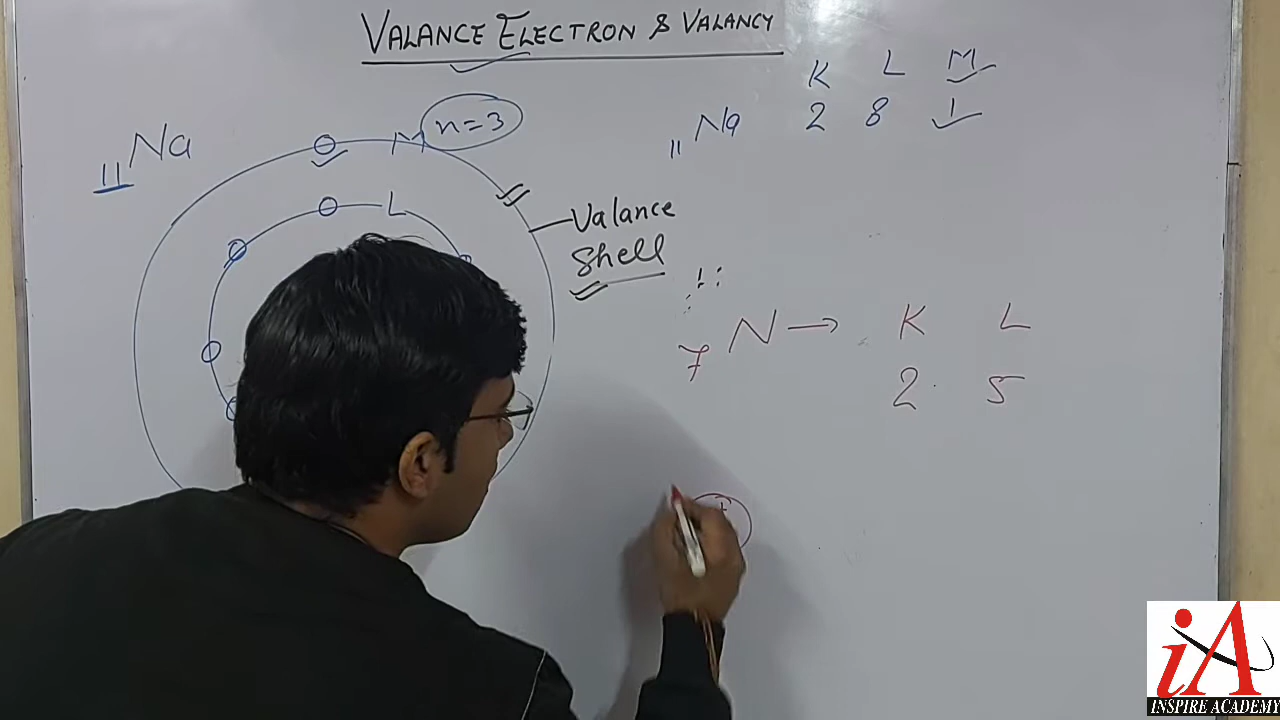 VALANCE ELECTRON & VALANCY
K L M
11 Na 2 8 1
11 Na
M n=3
L
Valance
Shell
7 N → K L
2 5
+
iA
INSPIRE ACADEMY